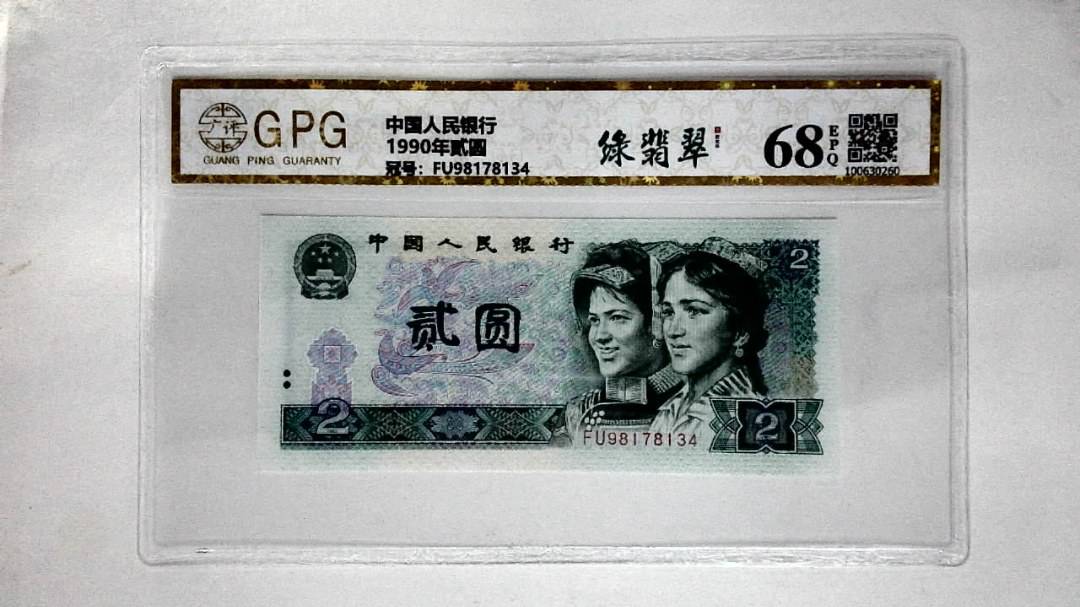 广评
GPG
GUANG PING GUARANTY
中国人民银行
1990年贰圆
冠号：FU98178134
绿翡翠
68
EPQ
100630260
中国人民银行
2
贰圆
2
FU98178134
2